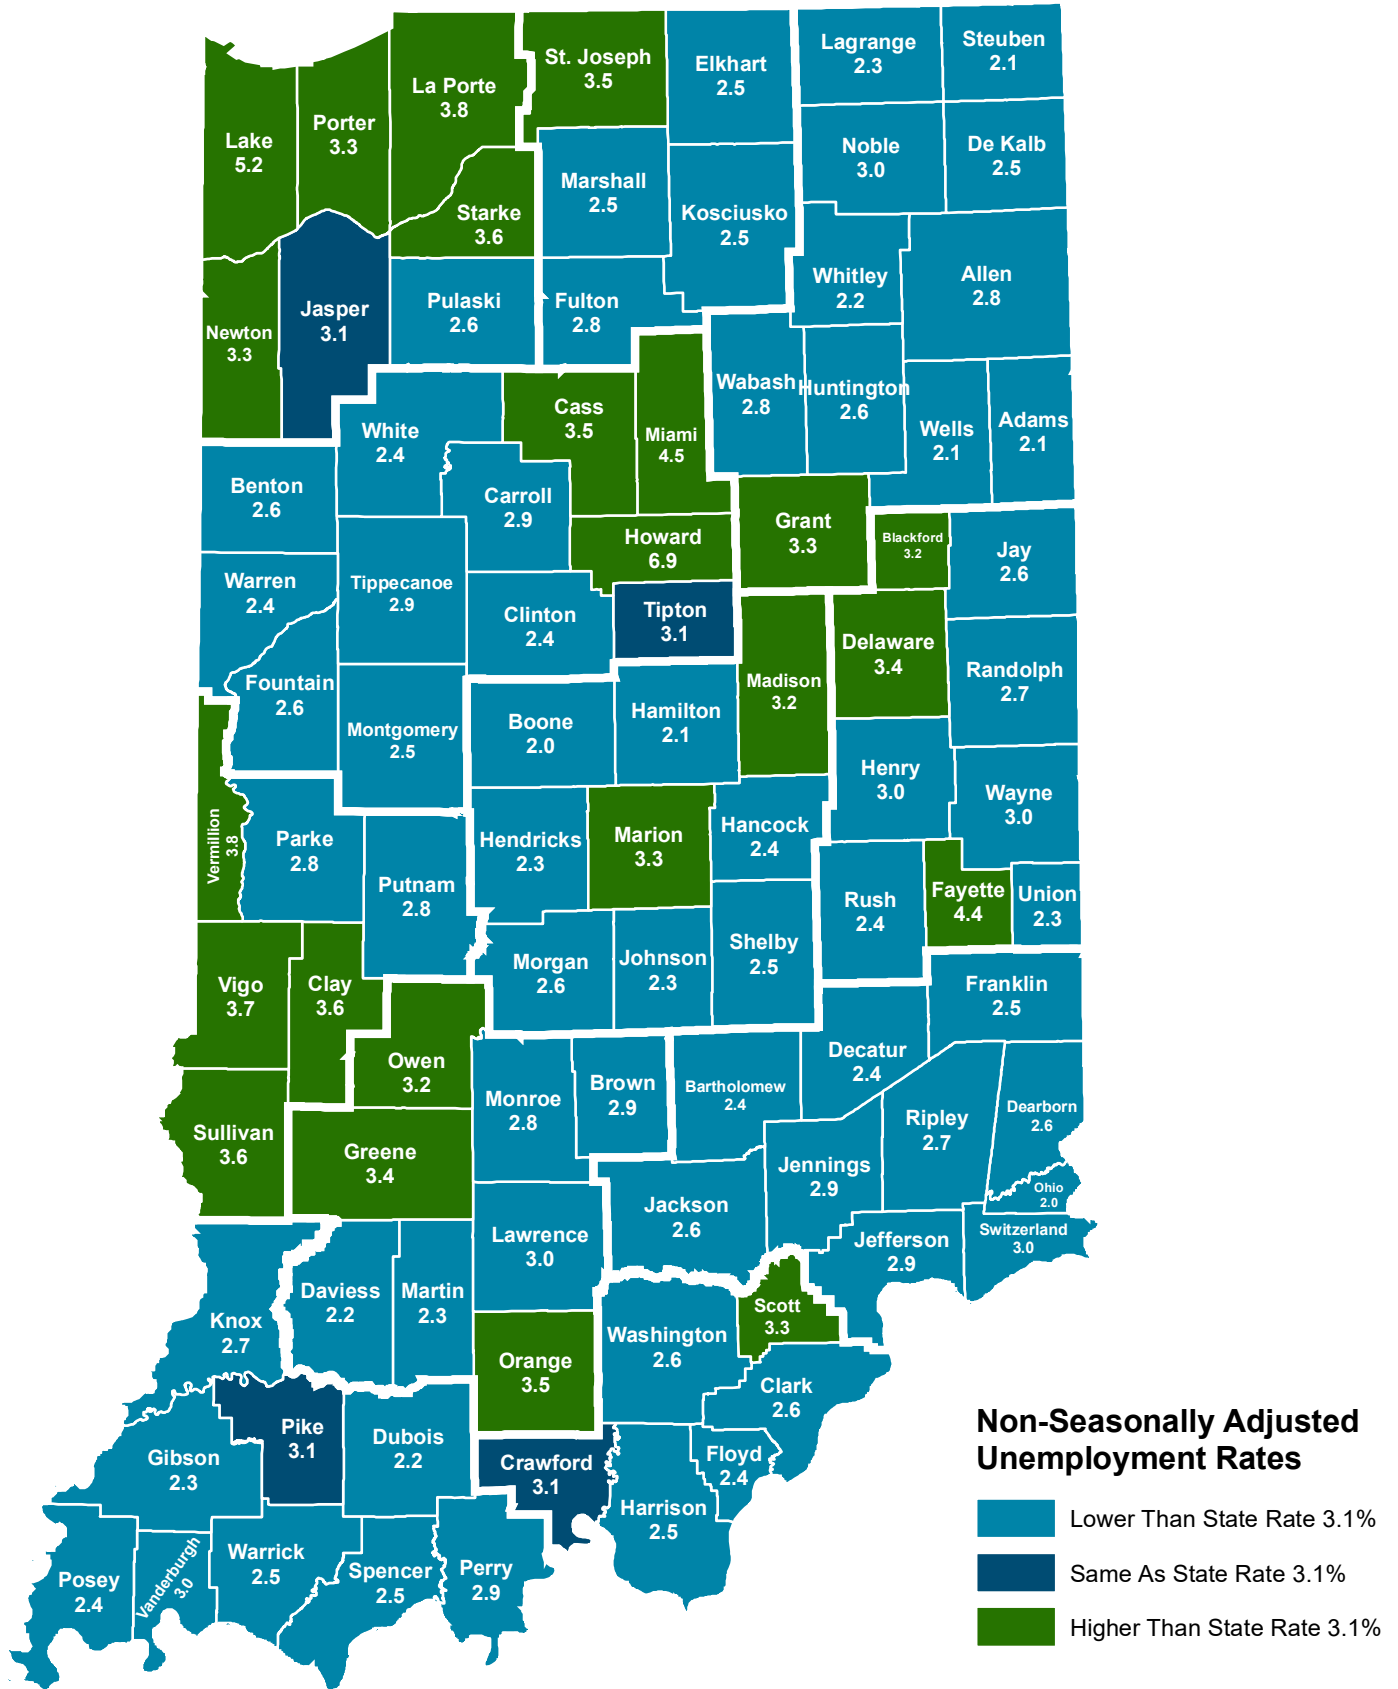 Lagrange
2.3
Steuben
2.1
St. Joseph
3.5
Elkhart
2.5
La Porte
3.8
Porter
3.3
Lake
5.2
Noble
3.0
De Kalb
2.5
Marshall
2.5
Kosciusko
2.5
Starke
3.6
Whitley
2.2
Allen
2.8
Jasper
3.1
Pulaski
2.6
Fulton
2.8
Newton
3.3
Wabash
2.8
Huntington
2.6
Wells
2.1
Adams
2.1
White
2.4
Cass
3.5
Miami
4.5
Benton
2.6
Carroll
2.9
Grant
3.3
Howard
6.9
Blackford
3.2
Jay
2.6
Warren
2.4
Tippecanoe
2.9
Clinton
2.4
Tipton
3.1
Delaware
3.4
Randolph
2.7
Fountain
2.6
Madison
3.2
Montgomery
2.5
Boone
2.0
Hamilton
2.1
Henry
3.0
Wayne
3.0
Vermillion
3.8
Parke
2.8
Hendricks
2.3
Marion
3.3
Hancock
2.4
Putnam
2.8
Rush
2.4
Fayette
4.4
Union
2.3
Vigo
3.7
Clay
3.6
Morgan
2.6
Johnson
2.3
Shelby
2.5
Franklin
2.5
Owen
3.2
Decatur
2.4
Monroe
2.8
Brown
2.9
Bartholomew
2.4
Ripley
2.7
Dearborn
2.6
Sullivan
3.6
Greene
3.4
Jennings
2.9
Ohio
2.0
Jackson
2.6
Lawrence
3.0
Jefferson
2.9
Switzerland
3.0
Daviess
2.2
Martin
2.3
Knox
2.7
Scott
3.3
Washington
2.6
Orange
3.5
Clark
2.6
Pike
3.1
Dubois
2.2
Gibson
2.3
Crawford
3.1
Floyd
2.4
Harrison
2.5
Posey
2.4
Vanderburgh
3.0
Warrick
2.5
Spencer
2.5
Perry
2.9
Non-Seasonally Adjusted
Unemployment Rates
Lower Than State Rate 3.1%
Same As State Rate 3.1%
Higher Than State Rate 3.1%